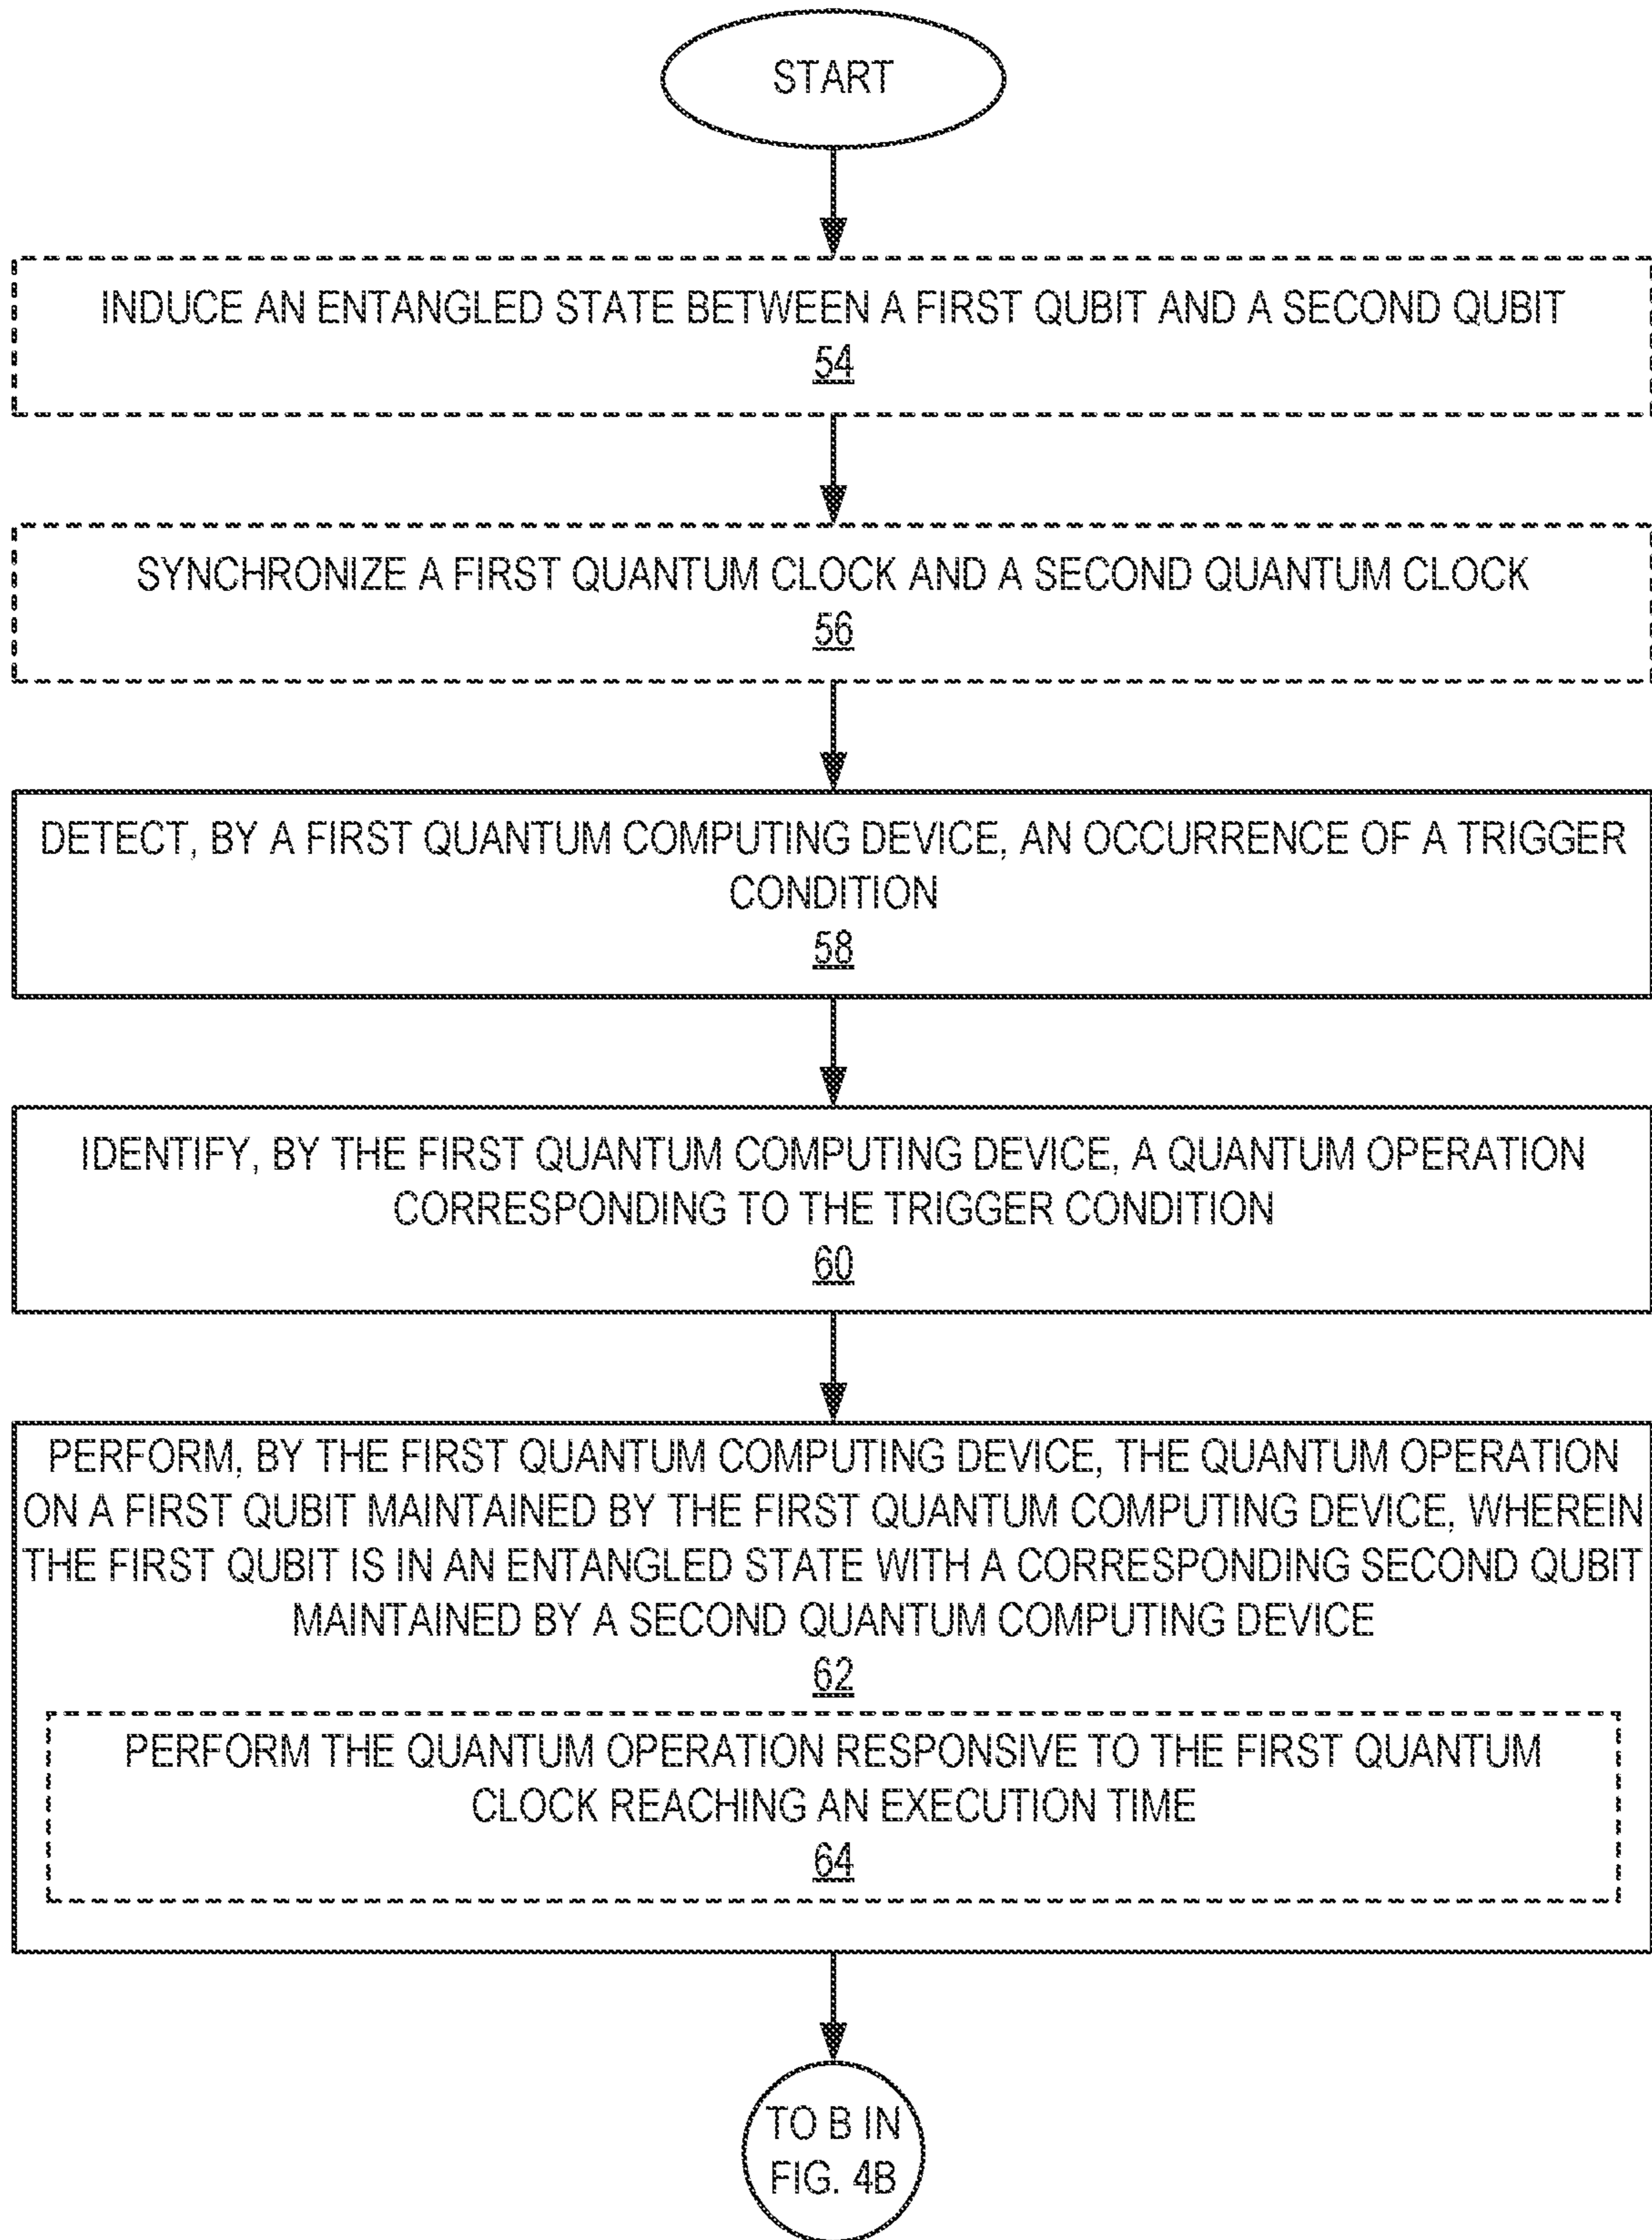 START
INDUCE AN ENTANGLED STATE BETWEEN A FIRST QUBIT AND A SECOND QUBIT
54
SYNCHRONIZE A FIRST QUANTUM CLOCK AND A SECOND QUANTUM CLOCK
56
DETECT, BY A FIRST QUANTUM COMPUTING DEVICE, AN OCCURRENCE OF A TRIGGER
CONDITION
58
IDENTIFY, BY THE FIRST QUANTUM COMPUTING DEVICE, A QUANTUM OPERATION
CORRESPONDING TO THE TRIGGER CONDITION
60
PERFORM, BY THE FIRST QUANTUM COMPUTING DEVICE, THE QUANTUM OPERATION
ON A FIRST QUBIT MAINTAINED BY THE FIRST QUANTUM COMPUTING DEVICE, WHEREIN
THE FIRST QUBIT IS IN AN ENTANGLED STATE WITH A CORRESPONDING SECOND QUBIT
MAINTAINED BY A SECOND QUANTUM COMPUTING DEVICE
62
PERFORM THE QUANTUM OPERATION RESPONSIVE TO THE FIRST QUANTUM
CLOCK REACHING AN EXECUTION TIME
64
TO B IN
FIG. 4B